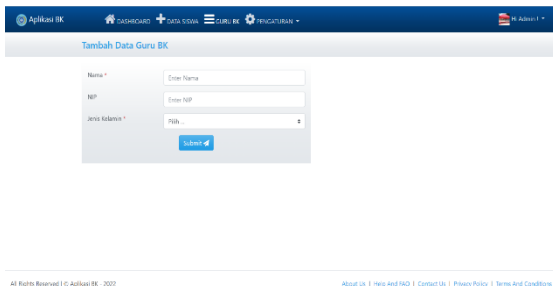 Aplikasi BK DASHBOARD DATA SISWA GURU BK PENGATURAN Hi Admin !
Tambah Data Guru BK
Nama * Enter Nama
NIP Enter NIP
Jenis Kelamin * Pilih ...
Submit
All Rights Reserved | © Aplikasi BK - 2022 About Us | Help And FAQ | Contact Us | Privacy Policy | Terms And Conditions